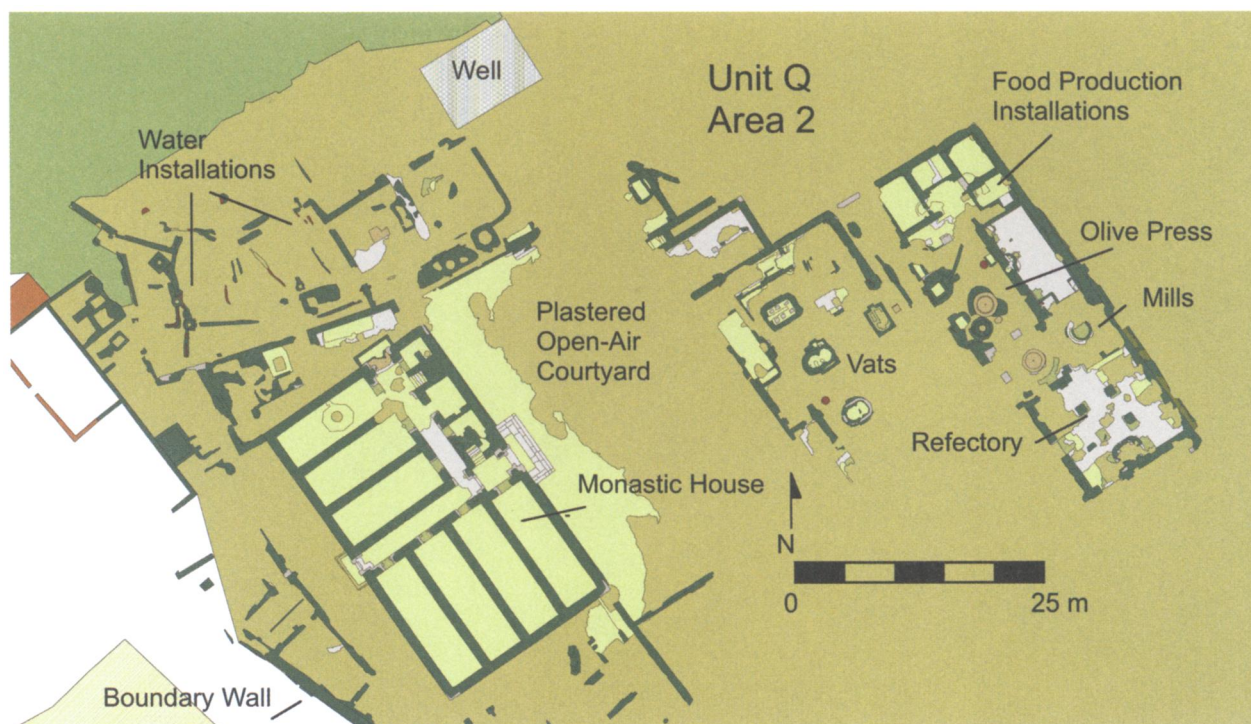 Well
Unit Q
Area 2
Food Production
Installations
Water
Installations
Olive Press
Mills
Plastered
Open-Air
Courtyard
Vats
Refectory
Monastic House
N
0 25 m
Boundary Wall